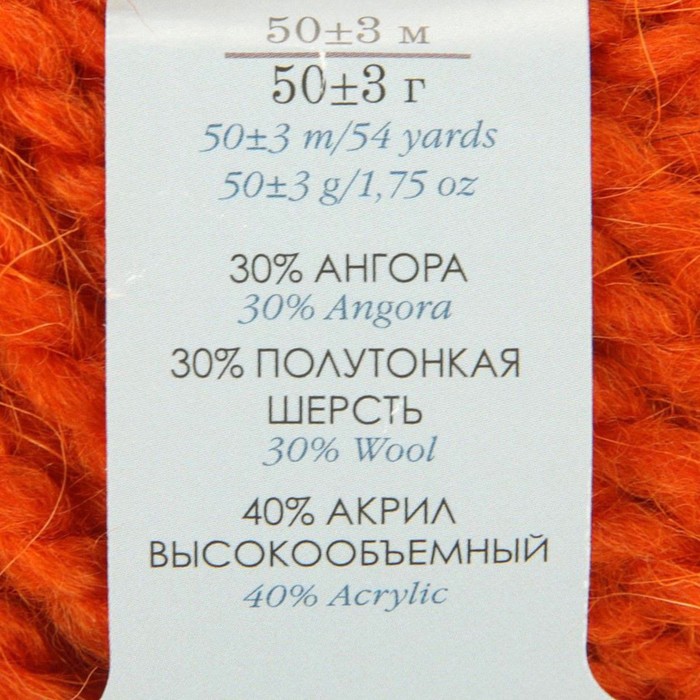 50±3 м
50±3 г
50±3 m/54 yards
50±3 g/1,75 oz
30% АНГОРА
30% Angora
30% ПОЛУТОНКАЯ
ШЕРСТЬ
30% Wool
40% АКРИЛ
ВЫСОКООБЪЕМНЫЙ
40% Acrylic